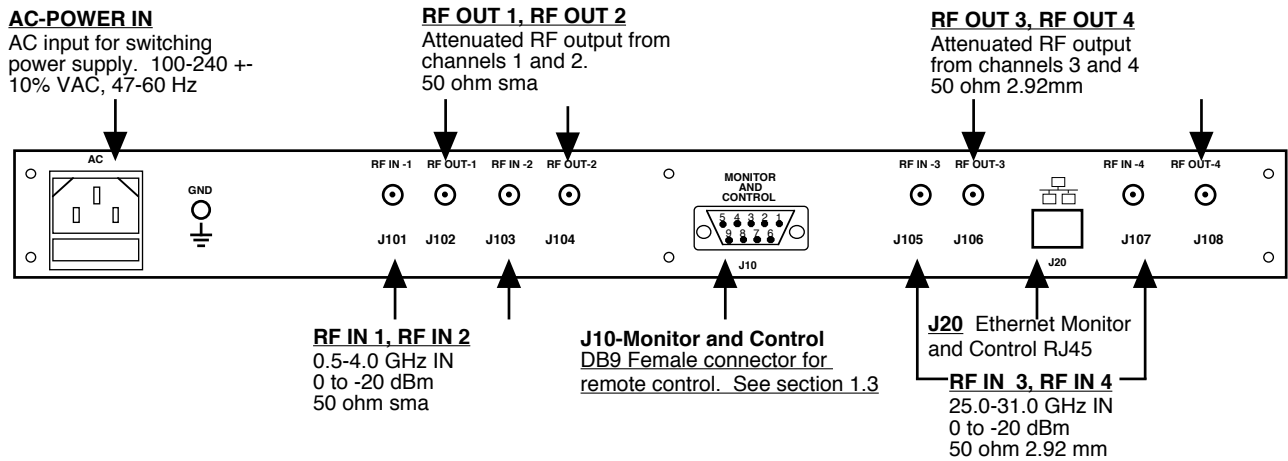 AC-POWER IN
AC input for switching
power supply.  100-240 +-
10% VAC, 47-60 Hz
RF OUT 1, RF OUT 2
Attenuated RF output from
channels 1 and 2.
50 ohm sma
RF OUT 3, RF OUT 4
Attenuated RF output
from channels 3 and 4
50 ohm 2.92mm
AC
GND
RF IN -1 RF OUT-1 RF IN -2 RF OUT-2
J101 J102 J103 J104
MONITOR
AND
CONTROL
5 4 3 2 1
9 8 7 6
J10
RF IN -3 RF OUT-3
J105 J106
J20
RF IN -4 RF OUT-4
J107 J108
RF IN 1, RF IN 2
0.5-4.0 GHz IN
0 to -20 dBm
50 ohm sma
J10-Monitor and Control
DB9 Female connector for
remote control.  See section 1.3
J20  Ethernet Monitor
and Control RJ45
RF IN  3, RF IN 4
25.0-31.0 GHz IN
0 to -20 dBm
50 ohm 2.92 mm